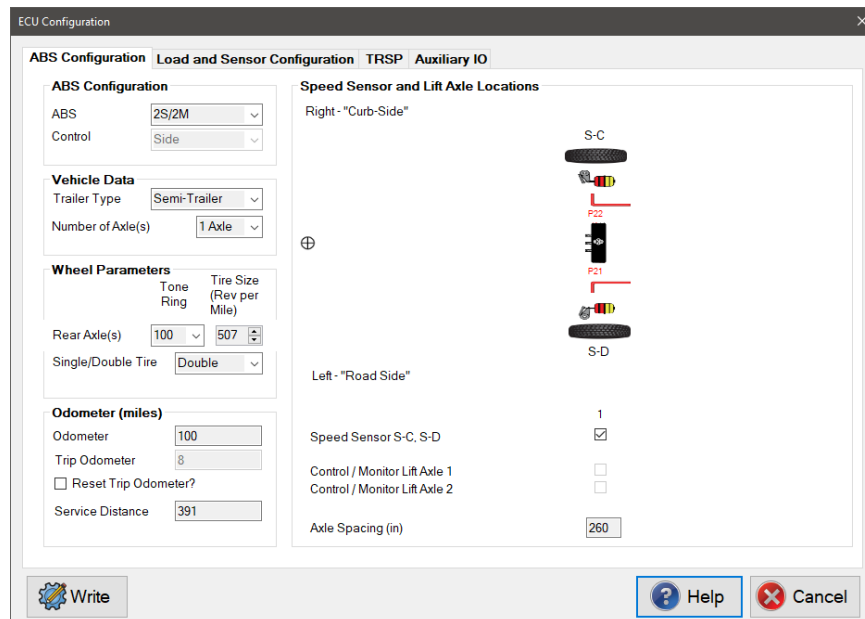 ECU Configuration
ABS Configuration Load and Sensor Configuration TRSP Auxiliary IO
ABS Configuration
ABS 2S/2M
Control Side
Vehicle Data
Trailer Type Semi-Trailer
Number of Axle(s) 1 Axle
Wheel Parameters
Tone Ring
Tire Size (Rev per Mile)
Rear Axle(s) 100 507
Single/Double Tire Double
Odometer (miles)
Odometer 100
Trip Odometer 8
Reset Trip Odometer?
Service Distance 391
Speed Sensor and Lift Axle Locations
Right - "Curb-Side"
S-C
P22
P21
S-D
Left - "Road Side"
1
Speed Sensor S-C, S-D
Control / Monitor Lift Axle 1
Control / Monitor Lift Axle 2
Axle Spacing (in) 260
Write
Help
Cancel